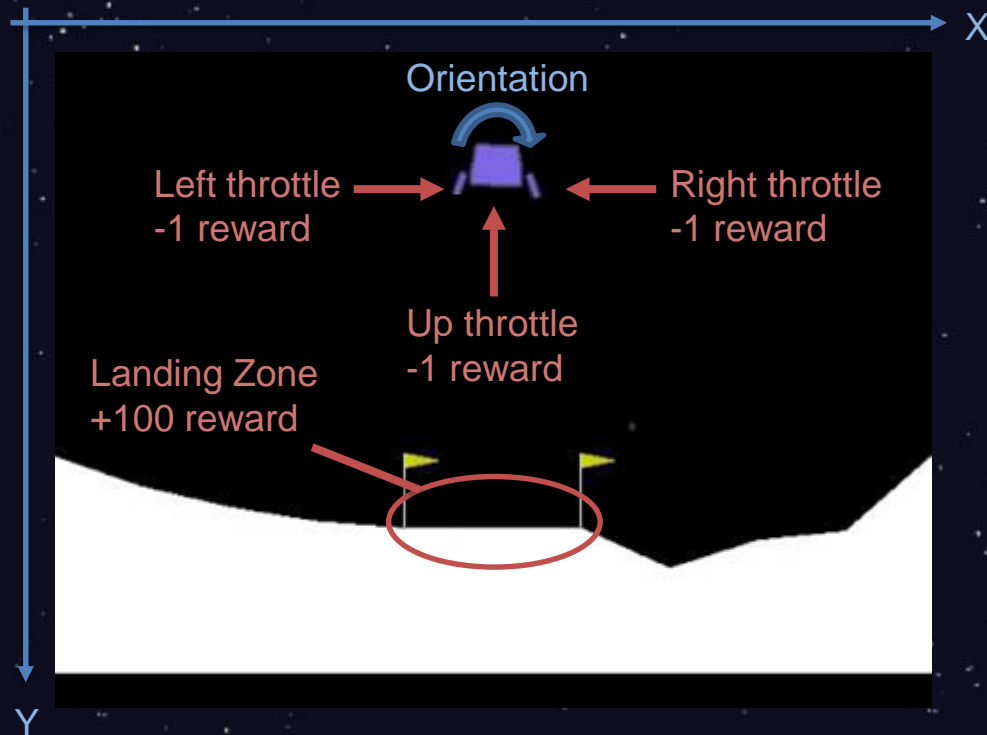 X
Orientation
Left throttle
-1 reward
Right throttle
-1 reward
Up throttle
-1 reward
Landing Zone
+100 reward
Y